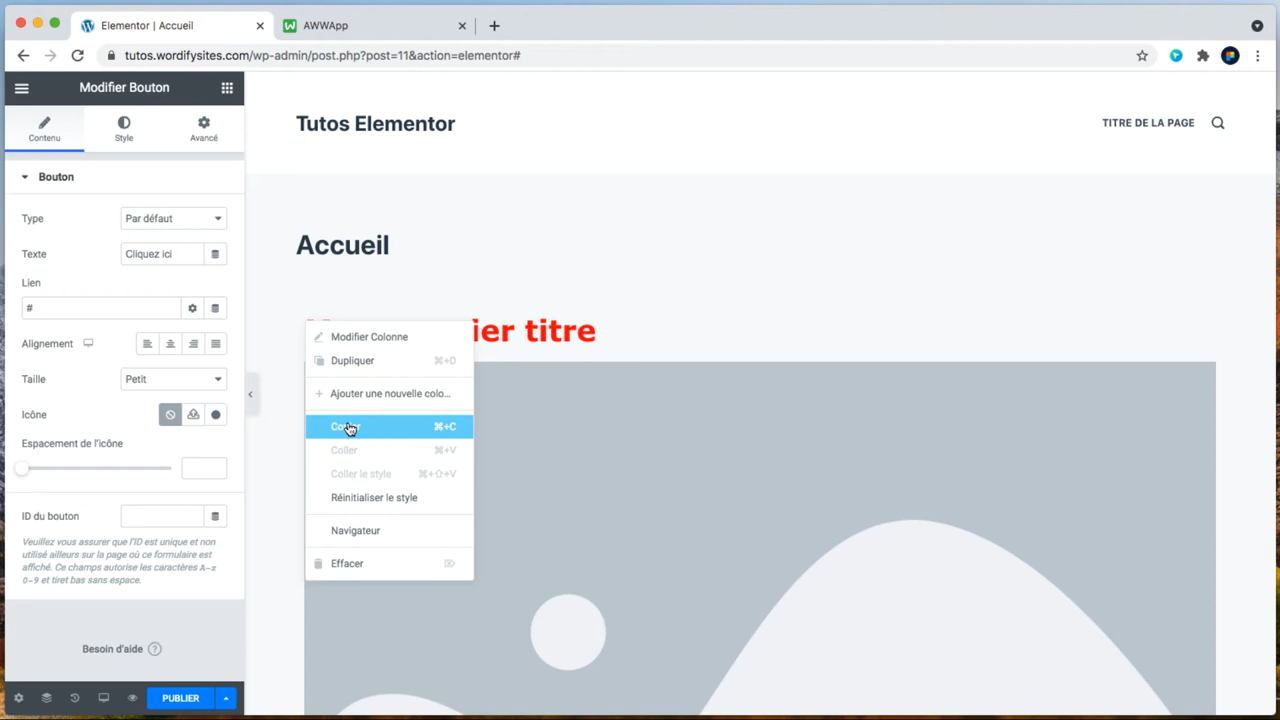 Elementor | Accueil
AWWApp
tutos.wordifysites.com/wp-admin/post.php?post=11&action=elementor#
Modifier Bouton
Contenu
Style
Avancé
Bouton
Type
Par défaut
Texte
Cliquez ici
Lien
#
Alignement
Taille
Petit
Icône
Espacement de l'icône
ID du bouton
Veuillez vous assurer que l'ID est unique et non
utilisé ailleurs sur la page où ce formulaire est
affiché. Ce champs autorise les caractères A-z
0-9 et tiret bas sans espace.
Besoin d'aide ?
PUBLIER
Tutos Elementor
TITRE DE LA PAGE
Accueil
ier titre
Modifier Colonne
Dupliquer ⌘+D
Ajouter une nouvelle colo...
⌘+C
Coller ⌘+V
Coller le style ⌘+⇧+V
Réinitialiser le style
Navigateur
Effacer ⌦